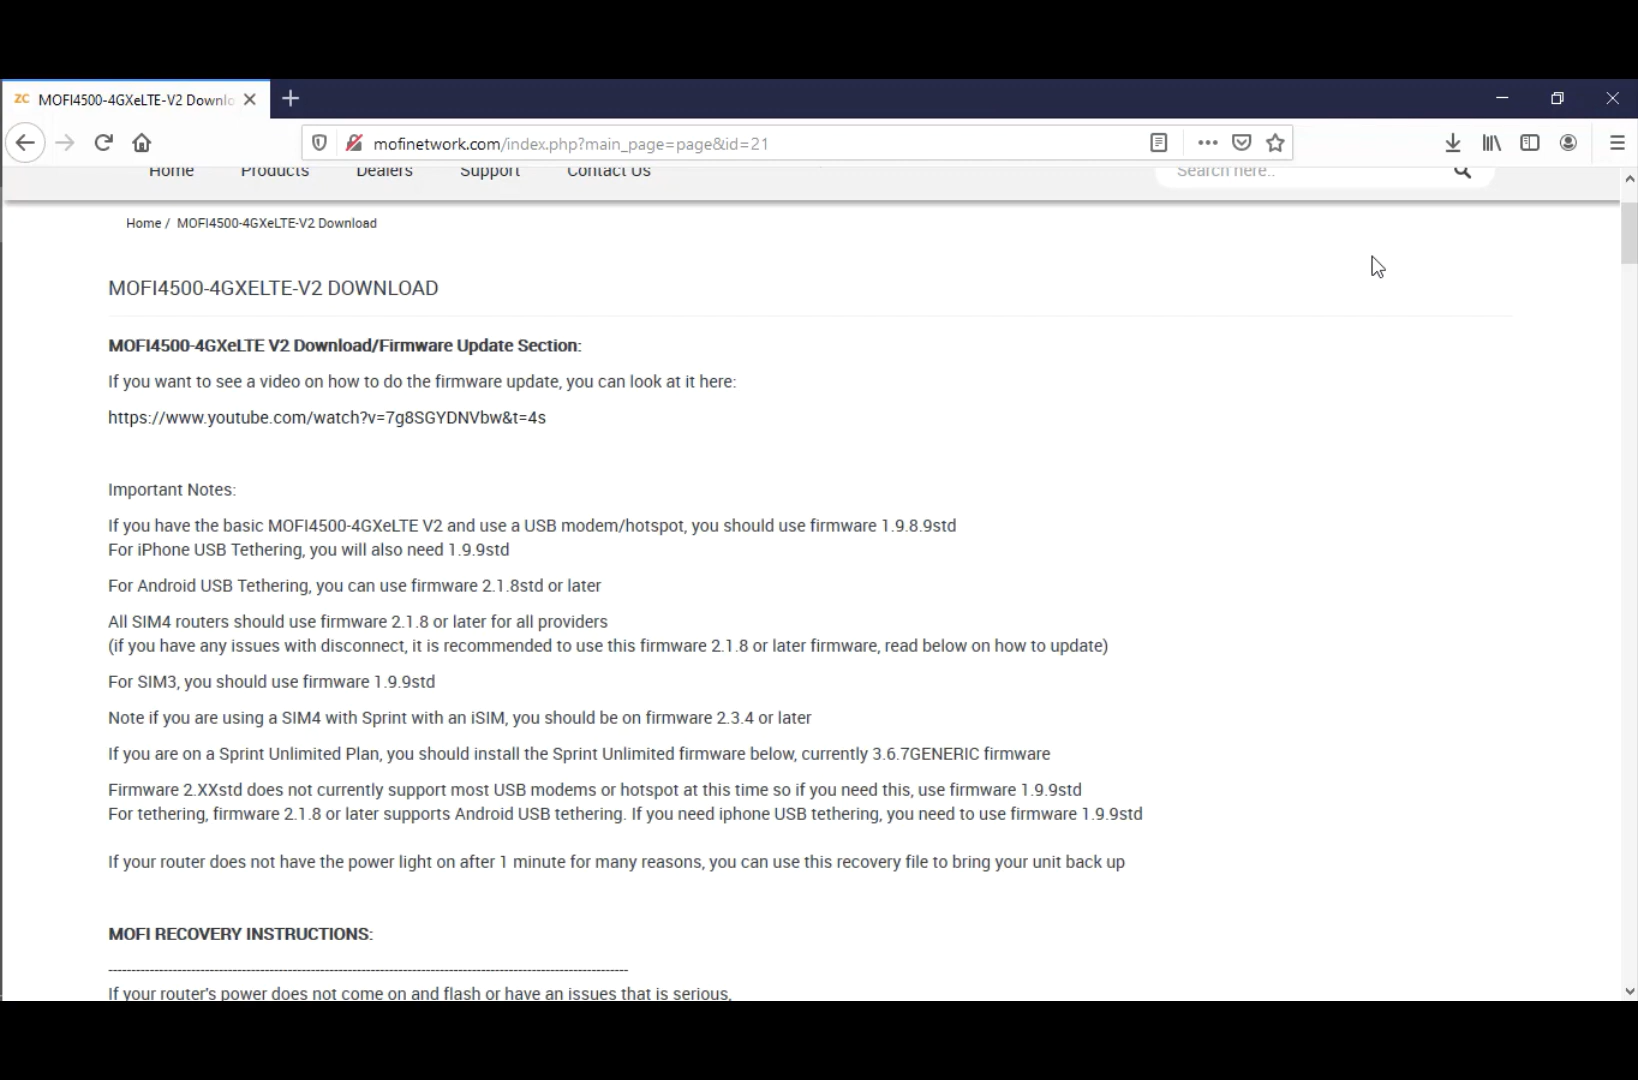 ZC MOFI4500-4GXeLTE-V2 Downlo
mofinetwork.com/index.php?main_page=page&id=21
Home Products Dealers Support Contact Us Search here..
Home / MOFI4500-4GXeLTE-V2 Download
MOFI4500-4GXELTE-V2 DOWNLOAD
MOFI4500-4GXeLTE V2 Download/Firmware Update Section:
If you want to see a video on how to do the firmware update, you can look at it here:
https://www.youtube.com/watch?v=7g8SGYDNVbw&t=4s
Important Notes:
If you have the basic MOFI4500-4GXeLTE V2 and use a USB modem/hotspot, you should use firmware 1.9.8.9std
For iPhone USB Tethering, you will also need 1.9.9std
For Android USB Tethering, you can use firmware 2.1.8std or later
All SIM4 routers should use firmware 2.1.8 or later for all providers
(if you have any issues with disconnect, it is recommended to use this firmware 2.1.8 or later firmware, read below on how to update)
For SIM3, you should use firmware 1.9.9std
Note if you are using a SIM4 with Sprint with an iSIM, you should be on firmware 2.3.4 or later
If you are on a Sprint Unlimited Plan, you should install the Sprint Unlimited firmware below, currently 3.6.7GENERIC firmware
Firmware 2.XXstd does not currently support most USB modems or hotspot at this time so if you need this, use firmware 1.9.9std
For tethering, firmware 2.1.8 or later supports Android USB tethering. If you need iphone USB tethering, you need to use firmware 1.9.9std
If your router does not have the power light on after 1 minute for many reasons, you can use this recovery file to bring your unit back up
MOFI RECOVERY INSTRUCTIONS:
--------------------------------------------------------------------------------------------------------------------
If your router's power does not come on and flash or have an issues that is serious,